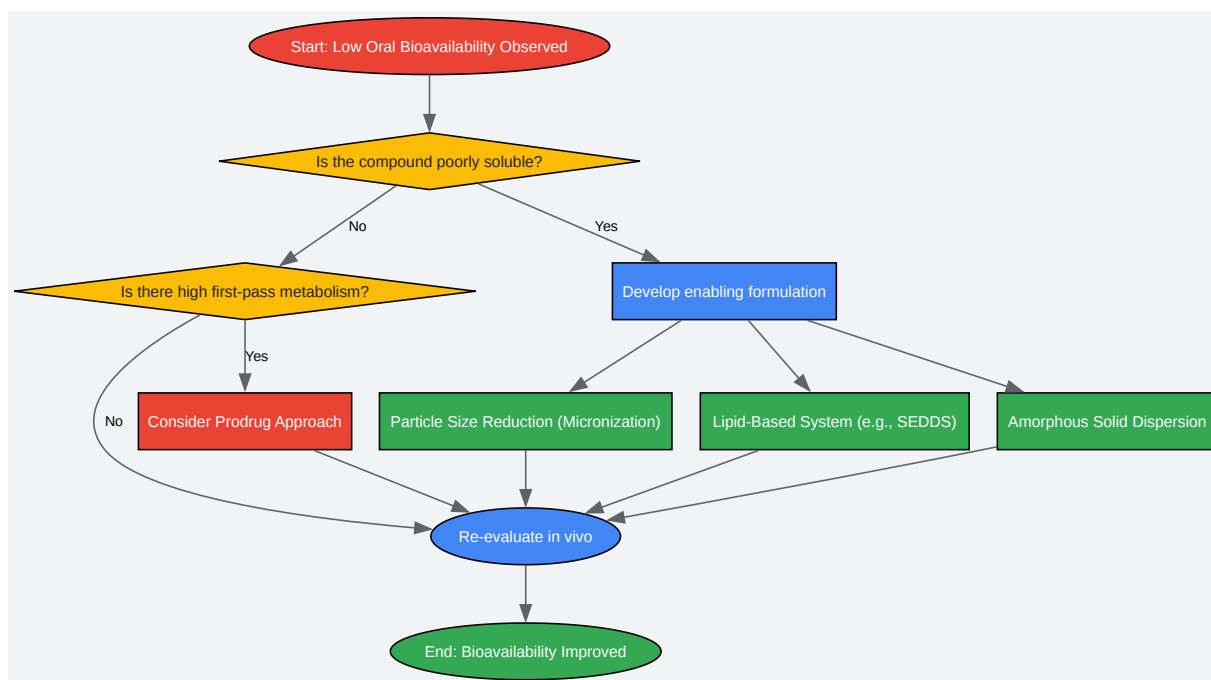 Start: Low Oral Bioavailability Observed
Is the compound poorly soluble?
No
Yes
Is there high first-pass metabolism?
Develop enabling formulation
Yes
No
Consider Prodrug Approach
Particle Size Reduction (Micronization)
Lipid-Based System (e.g., SEDDS)
Amorphous Solid Dispersion
Re-evaluate in vivo
End: Bioavailability Improved